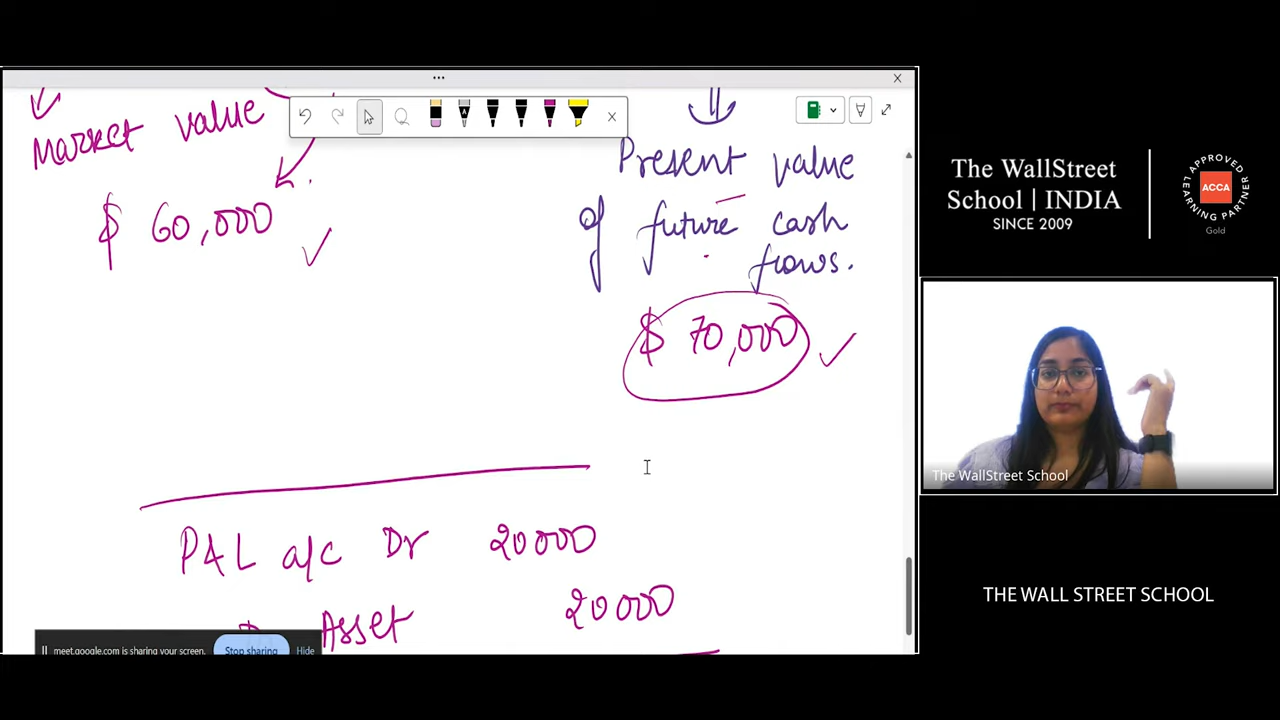 Market value
$ 60,000
Present value
of future cash
flows.
$ 70,000
P&L a/c Dr 20000
Asset 20000
meet.google.com is sharing your screen.
Stop sharing
Hide
The WallStreet
School | INDIA
SINCE 2009
APPROVED
LEARNING PARTNER
ACCA
Gold
The WallStreet School
THE WALL STREET SCHOOL